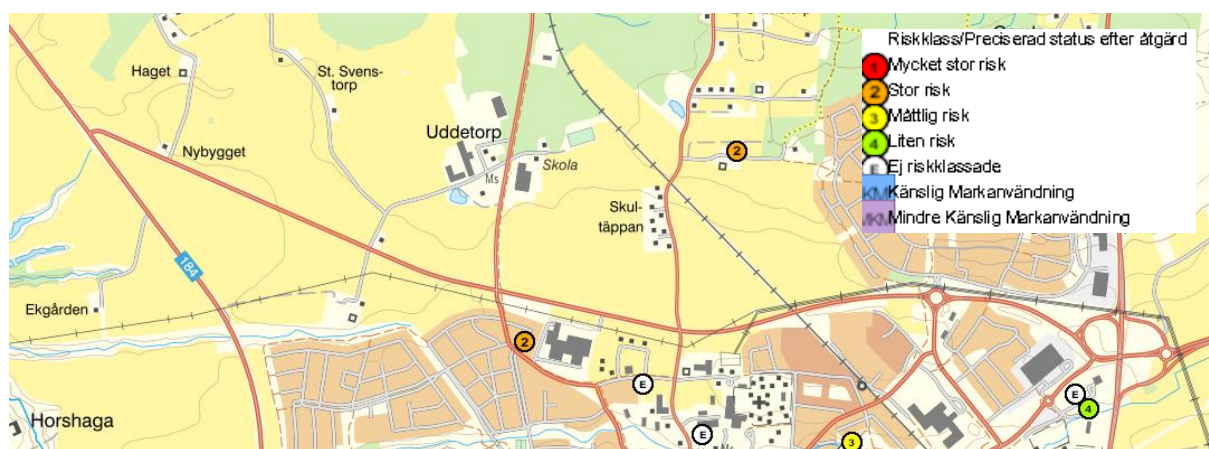 Riskklass/Preciserad status efter åtgärd
1 Mycket stor risk
2 Stor risk
3 Måttlig risk
4 Liten risk
E Ej riskklassade
KM Känslig Markanvändning
MKM Mindre Känslig Markanvändning
Haget
St. Svens-
torp
Uddetorp
Nybygget
Skola
Ms
2
Skul-
täppan
184
Ekgården
2
E
E
4
Horshaga
E
3